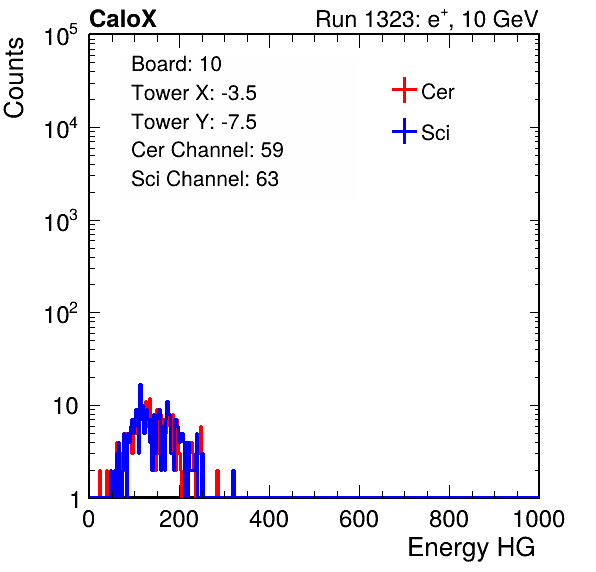 CaloX Run 1323: e⁺, 10 GeV
Counts
Board: 10
Tower X: -3.5
Tower Y: -7.5
Cer Channel: 59
Sci Channel: 63
Cer
Sci
10⁵
10⁴
10³
10²
10
1
0 200 400 600 800 1000
Energy HG